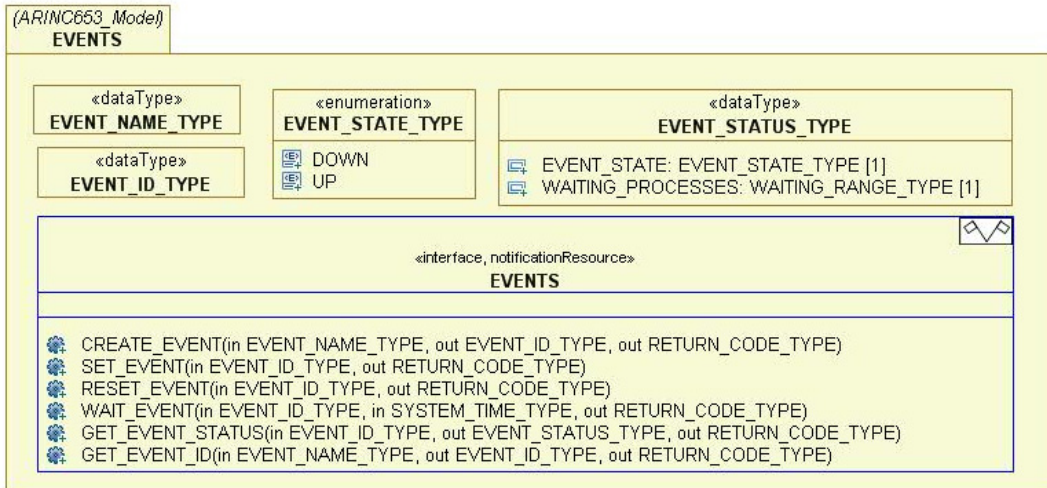 (ARINC653_Model)
EVENTS
«dataType»
EVENT_NAME_TYPE
«dataType»
EVENT_ID_TYPE
«enumeration»
EVENT_STATE_TYPE
DOWN
UP
«dataType»
EVENT_STATUS_TYPE
EVENT_STATE: EVENT_STATE_TYPE [1]
WAITING_PROCESSES: WAITING_RANGE_TYPE [1]
«interface, notificationResource»
EVENTS
CREATE_EVENT(in EVENT_NAME_TYPE, out EVENT_ID_TYPE, out RETURN_CODE_TYPE)
SET_EVENT(in EVENT_ID_TYPE, out RETURN_CODE_TYPE)
RESET_EVENT(in EVENT_ID_TYPE, out RETURN_CODE_TYPE)
WAIT_EVENT(in EVENT_ID_TYPE, in SYSTEM_TIME_TYPE, out RETURN_CODE_TYPE)
GET_EVENT_STATUS(in EVENT_ID_TYPE, out EVENT_STATUS_TYPE, out RETURN_CODE_TYPE)
GET_EVENT_ID(in EVENT_NAME_TYPE, out EVENT_ID_TYPE, out RETURN_CODE_TYPE)